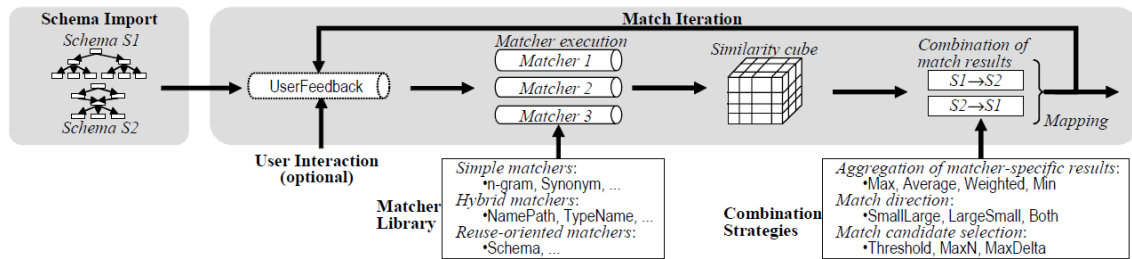 Schema Import
Schema S1
Schema S2
Match Iteration
UserFeedback
User Interaction
(optional)
Matcher execution
Matcher 1
Matcher 2
Matcher 3
Similarity cube
Combination of
match results
S1→S2
S2→S1
Mapping
Matcher
Library
Simple matchers:
•n-gram, Synonym, ...
Hybrid matchers:
•NamePath, TypeName, ...
Reuse-oriented matchers:
•Schema, ...
Combination
Strategies
Aggregation of matcher-specific results:
•Max, Average, Weighted, Min
Match direction:
•SmallLarge, LargeSmall, Both
Match candidate selection:
•Threshold, MaxN, MaxDelta